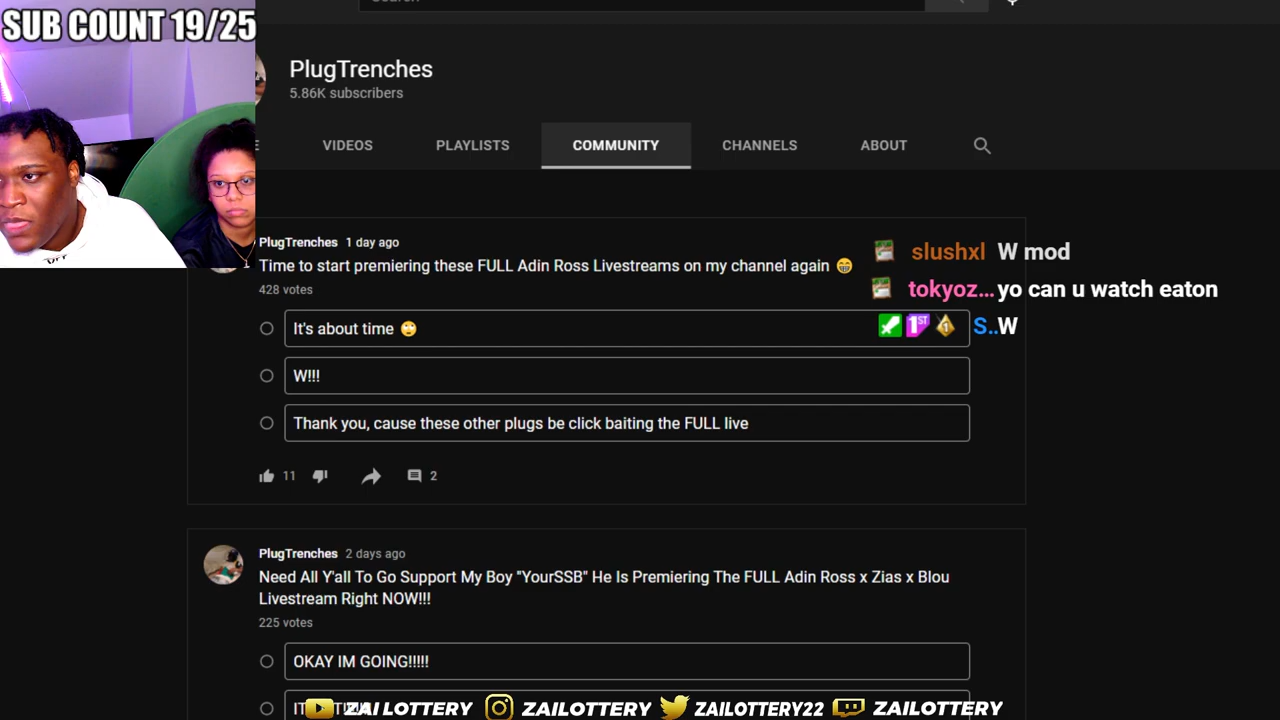 SUB COUNT 19/25
PlugTrenches
5.86K subscribers
VIDEOS PLAYLISTS COMMUNITY CHANNELS ABOUT
PlugTrenches 1 day ago
Time to start premiering these FULL Adin Ross Livestreams on my channel again 😁
428 votes
It's about time 🙄
W!!!
Thank you, cause these other plugs be click baiting the FULL live
11 2
slushxl W mod
tokyoz... yo can u watch eaton
1ST 1 S.. W
PlugTrenches 2 days ago
Need All Y'all To Go Support My Boy "YourSSB" He Is Premiering The FULL Adin Ross x Zias x Blou
Livestream Right NOW!!!
225 votes
OKAY IM GOING!!!!!
ZAI LOTTERY ZAILOTTERY ZAILOTTERY22 ZAILOTTERY